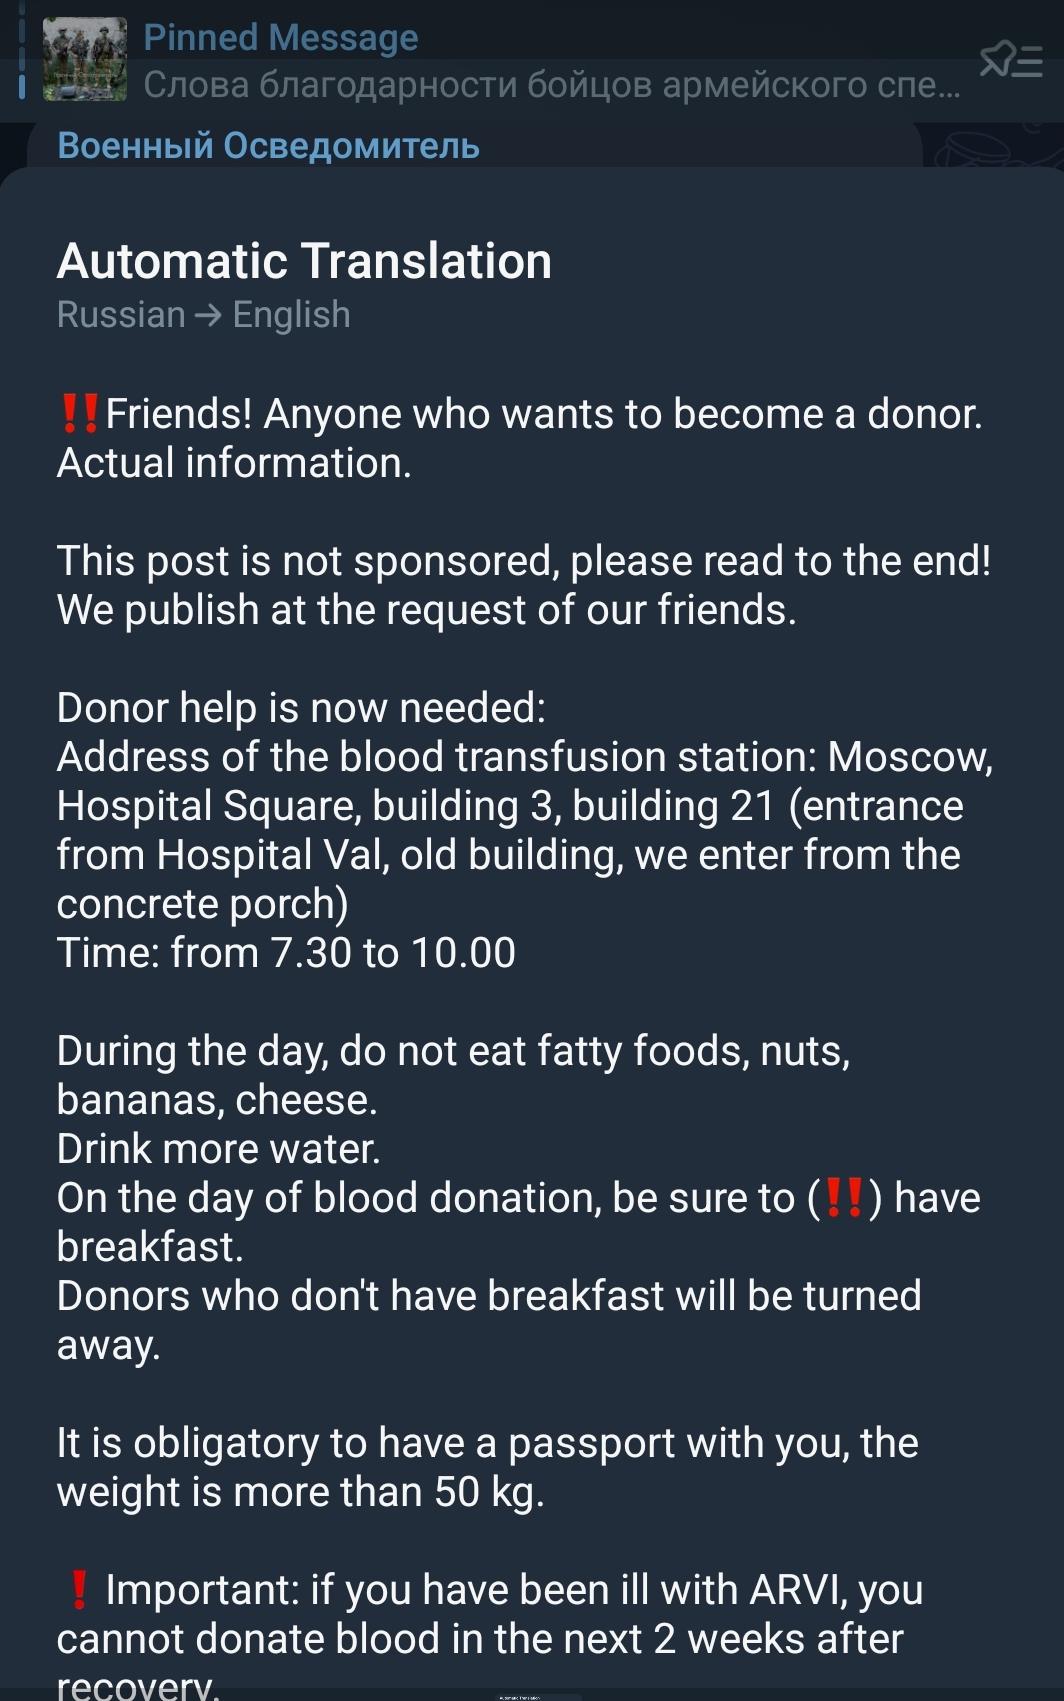 Pinned Message
Слова благодарности бойцов армейского спе...
Военный Осведомитель
Automatic Translation
Russian → English
‼️Friends! Anyone who wants to become a donor.
Actual information.
This post is not sponsored, please read to the end!
We publish at the request of our friends.
Donor help is now needed:
Address of the blood transfusion station: Moscow,
Hospital Square, building 3, building 21 (entrance
from Hospital Val, old building, we enter from the
concrete porch)
Time: from 7.30 to 10.00
During the day, do not eat fatty foods, nuts,
bananas, cheese.
Drink more water.
On the day of blood donation, be sure to (‼️) have
breakfast.
Donors who don't have breakfast will be turned
away.
It is obligatory to have a passport with you, the
weight is more than 50 kg.
❗ Important: if you have been ill with ARVI, you
cannot donate blood in the next 2 weeks after
recovery.
Automatic Translation